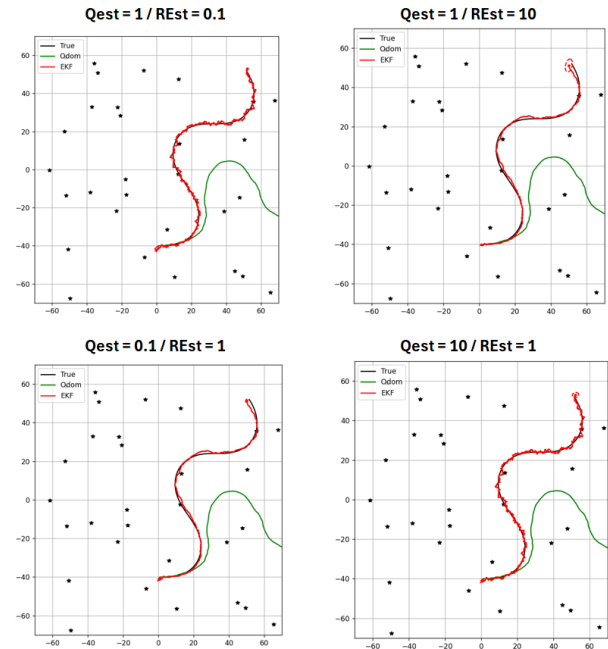 Qest = 1 / REst = 0.1
True
Odom
EKF
60
40
20
0
−20
−40
−60
−60 −40 −20 0 20 40 60
Qest = 1 / REst = 10
True
Odom
EKF
60
40
20
0
−20
−40
−60
−60 −40 −20 0 20 40 60
Qest = 0.1 / REst = 1
True
Odom
EKF
60
40
20
0
−20
−40
−60
−60 −40 −20 0 20 40 60
Qest = 10 / REst = 1
True
Odom
EKF
60
40
20
0
−20
−40
−60
−60 −40 −20 0 20 40 60